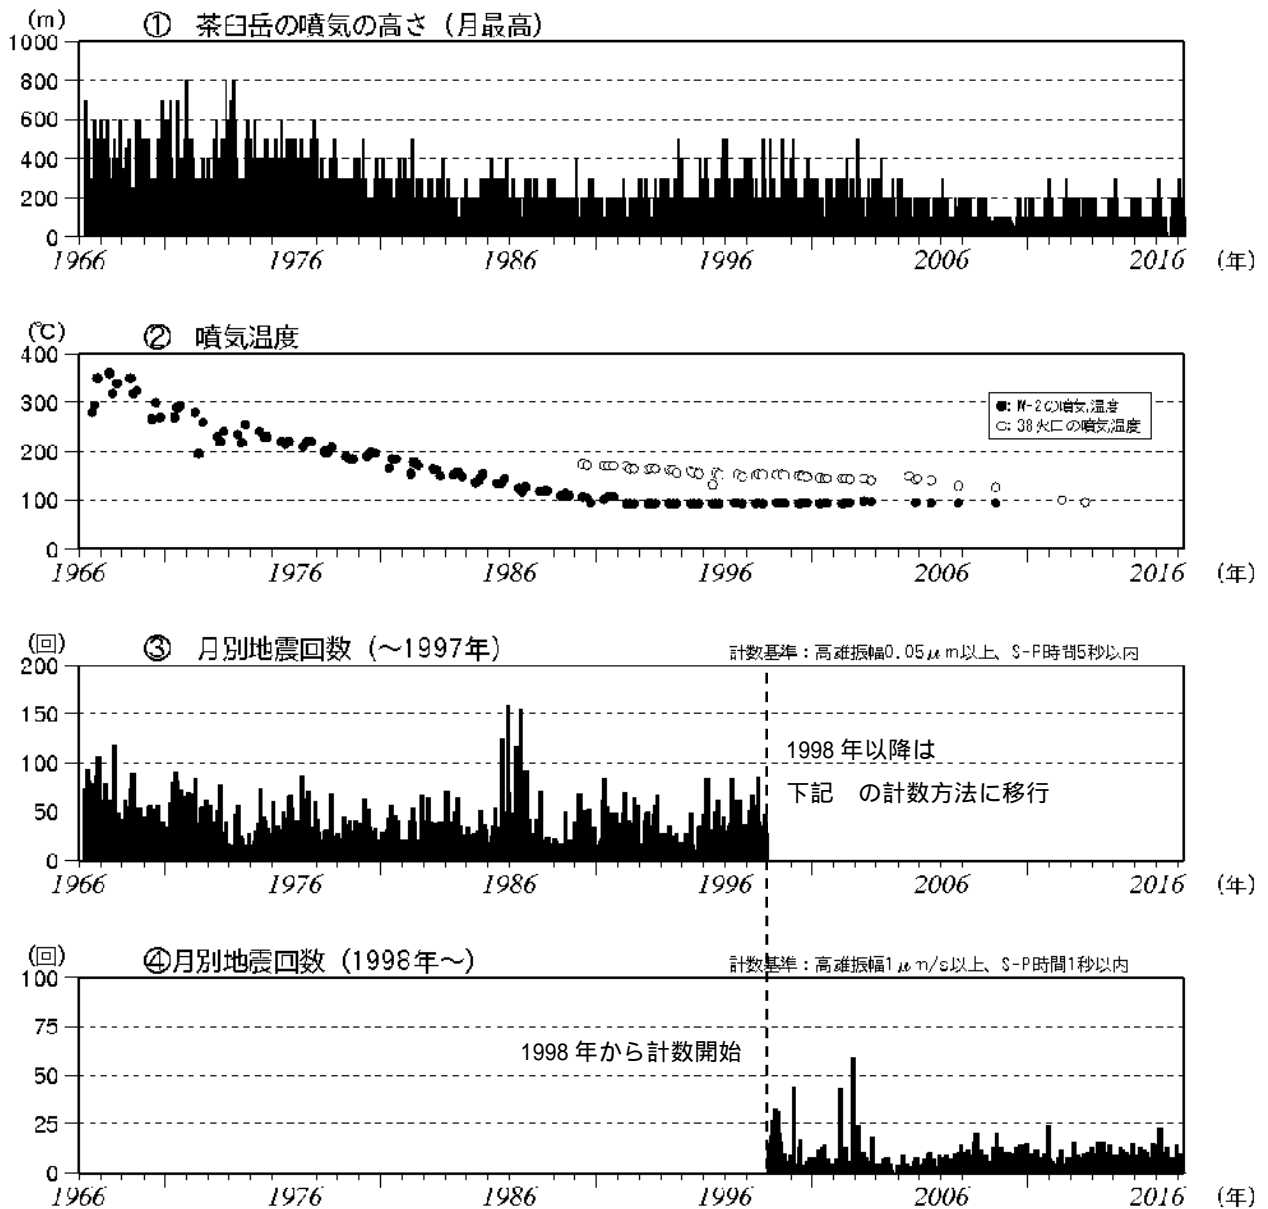 (m)
① 茶臼岳の噴気の高さ（月最高）
1000
800
600
400
200
0
1966 1976 1986 1996 2006 2016 (年)
(℃)
② 噴気温度
400
300
200
100
0
●: W-2の噴気温度
○: 38火口の噴気温度
1966 1976 1986 1996 2006 2016 (年)
(回)
③ 月別地震回数（～1997年）
計数基準：高雄振幅0.05μm以上、S-P時間5秒以内
200
150
100
50
0
1998 年以降は
下記 の計数方法に移行
1966 1976 1986 1996 2006 2016 (年)
(回)
④月別地震回数（1998年～）
計数基準：高雄振幅1μm/s以上、S-P時間1秒以内
100
75
50
25
0
1998 年から計数開始
1966 1976 1986 1996 2006 2016 (年)